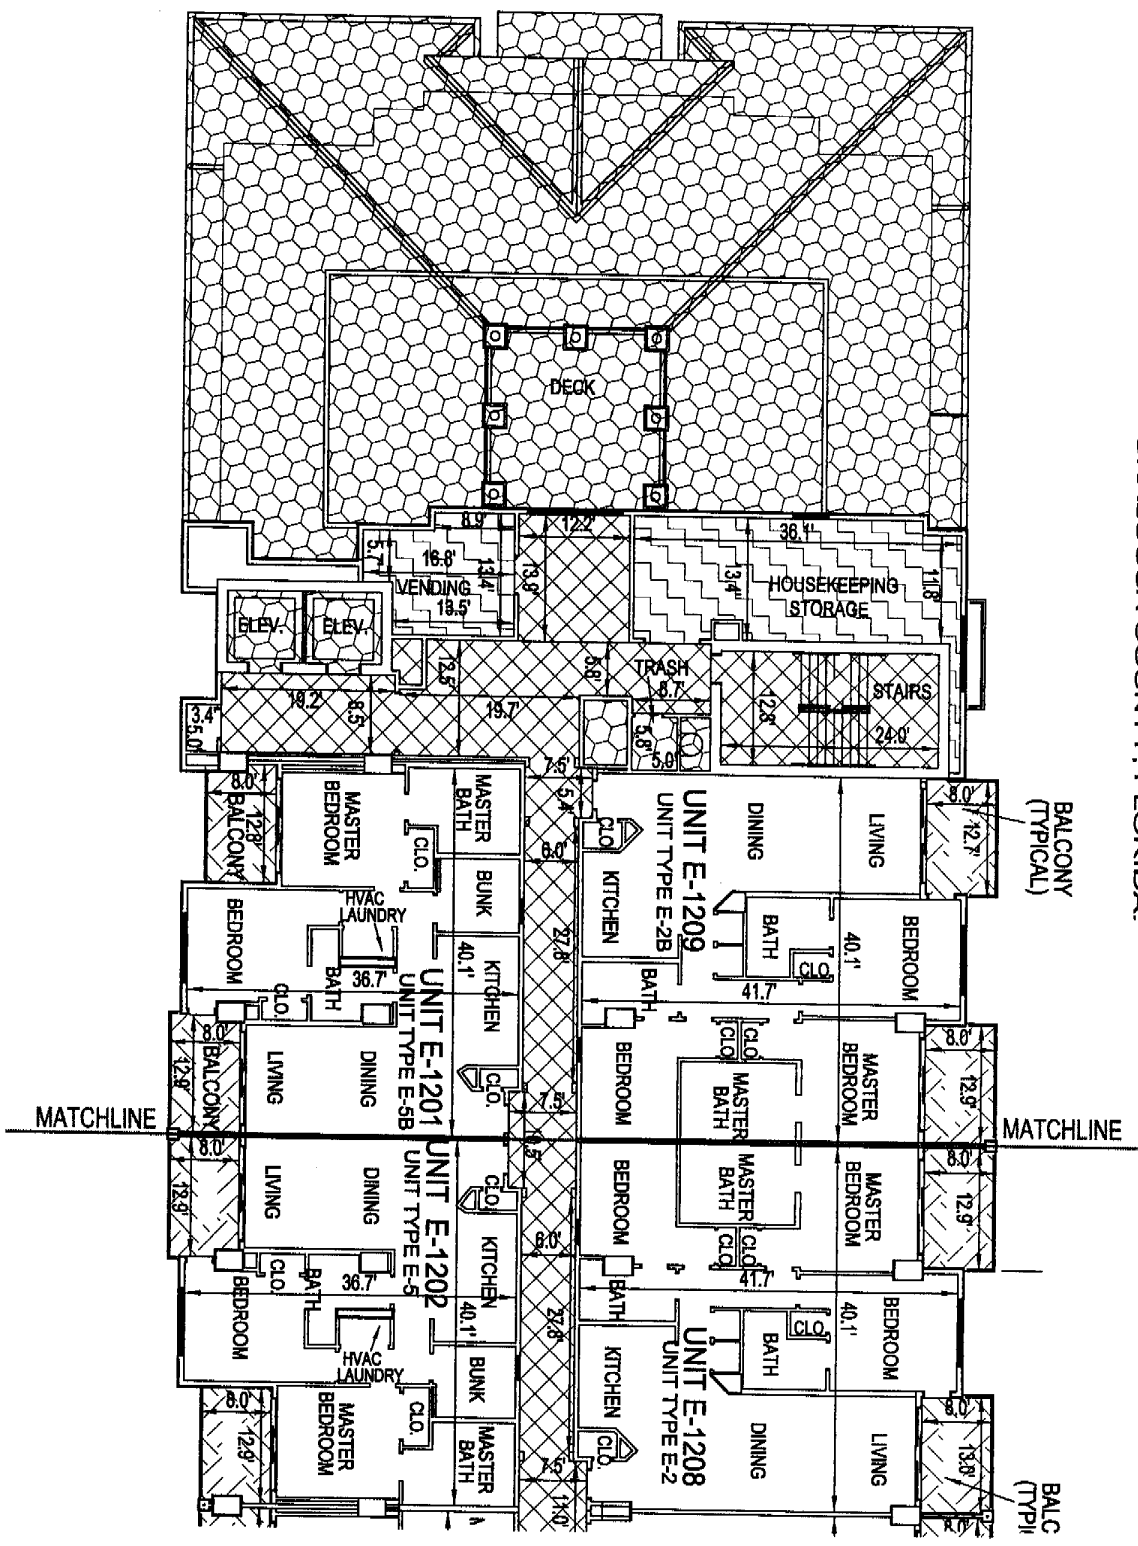 DECK
8.9'
12.2'
36.1'
5.7'
16.8'
13.4'
13.9'
13.4'
11.8'
VENDING
13.5'
HOUSEKEEPING
STORAGE
ELEV.
ELEV.
12.5'
5.8'
TRASH
8.7'
STAIRS
12.8'
24.0'
19.2'
8.5'
19.7'
3.4'
5.0'
5.8'
5.0'
7.5'
5.4'
8.0'
12.8'
BALCONY
MASTER
BEDROOM
MASTER
BATH
CLO.
6.0'
CLO.
KITCHEN
UNIT E-1209
UNIT TYPE E-2B
DINING
LIVING
8.0'
12.7'
BALCONY
(TYPICAL)
BUNK
HVAC
LAUNDRY
BEDROOM
BATH
36.7'
CLO.
40.1'
KITCHEN
27.8'
BATH
BATH
CLO.
40.1'
41.7'
BEDROOM
UNIT E-1201
UNIT TYPE E-5B
CLO.
8.0'
BALCONY
12.9'
LIVING
DINING
7.5'
BEDROOM
CLO.
CLO.
MASTER
BATH
MASTER
BEDROOM
8.0'
12.9'
MATCHLINE
MATCHLINE
8.0'
12.9'
LIVING
DINING
UNIT E-1202
UNIT TYPE E-5
CLO.
KITCHEN
6.0'
BEDROOM
MASTER
BATH
CLO.
CLO.
MASTER
BEDROOM
8.0'
12.9'
CLO.
BATH
36.7'
BEDROOM
HVAC
LAUNDRY
40.1'
BUNK
27.8'
BATH
41.7'
40.1'
BEDROOM
CLO.
BATH
KITCHEN
UNIT E-1208
UNIT TYPE E-2
DINING
LIVING
CLO.
8.0'
12.9'
MASTER
BEDROOM
CLO.
MASTER
BATH
7.5'
11.0'
8.0'
13.8'
BALC
(TYPI
8.0'